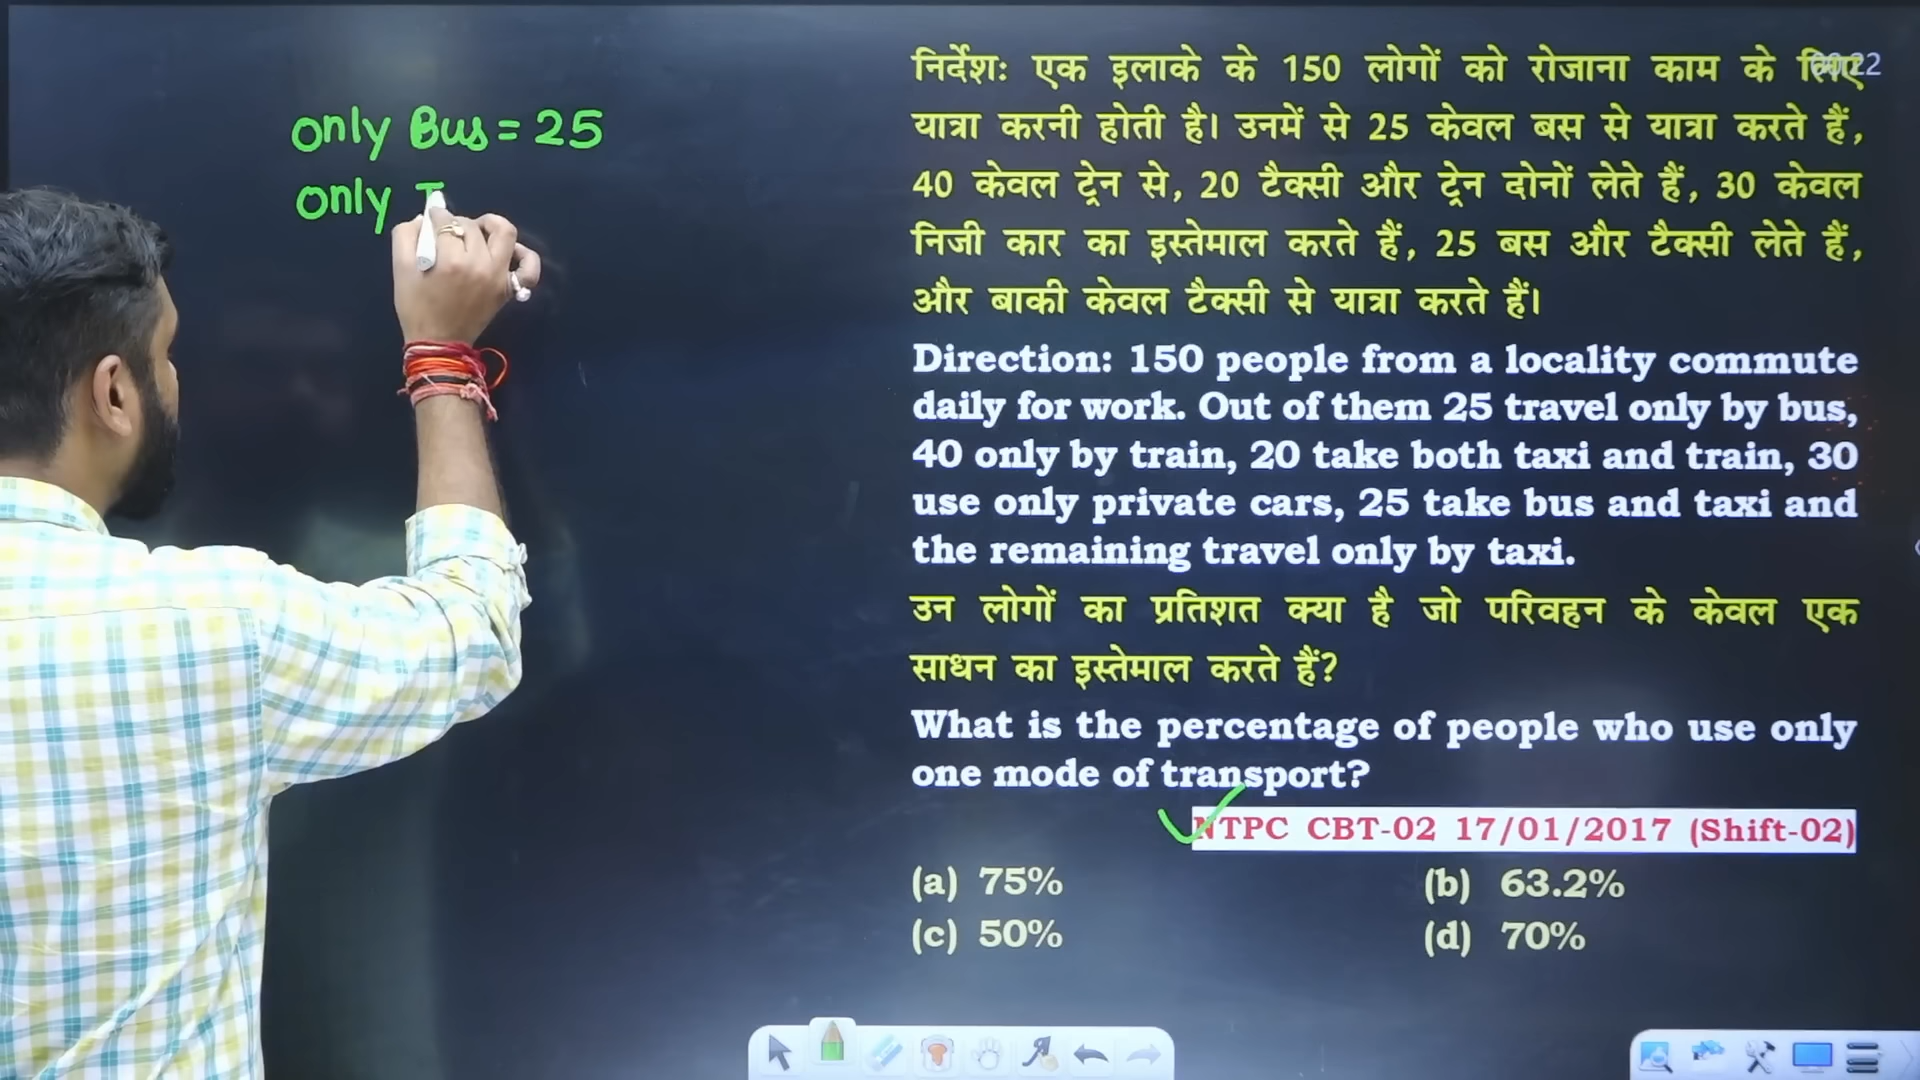 only Bus = 25
only T
निर्देश: एक इलाके के 150 लोगों को रोजाना काम के लिए
यात्रा करनी होती है। उनमें से 25 केवल बस से यात्रा करते हैं,
40 केवल ट्रेन से, 20 टैक्सी और ट्रेन दोनों लेते हैं, 30 केवल
निजी कार का इस्तेमाल करते हैं, 25 बस और टैक्सी लेते हैं,
और बाकी केवल टैक्सी से यात्रा करते हैं।
Direction: 150 people from a locality commute
daily for work. Out of them 25 travel only by bus,
40 only by train, 20 take both taxi and train, 30
use only private cars, 25 take bus and taxi and
the remaining travel only by taxi.
उन लोगों का प्रतिशत क्या है जो परिवहन के केवल एक
साधन का इस्तेमाल करते हैं?
What is the percentage of people who use only
one mode of transport?
NTPC CBT-02 17/01/2017 (Shift-02)
(a) 75% (b) 63.2%
(c) 50% (d) 70%